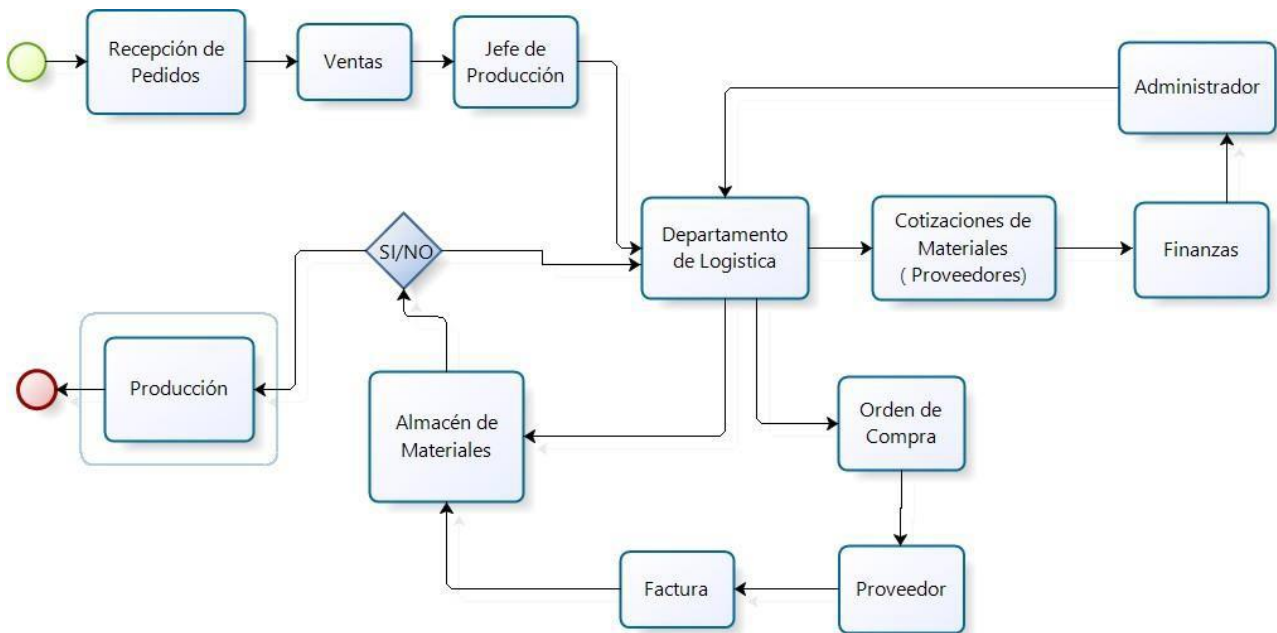 Recepción de
Pedidos
Ventas
Jefe de
Producción
Administrador
Departamento
de Logistica
Cotizaciones de
Materiales
( Proveedores)
Finanzas
SI/NO
Producción
Almacén de
Materiales
Orden de
Compra
Factura
Proveedor